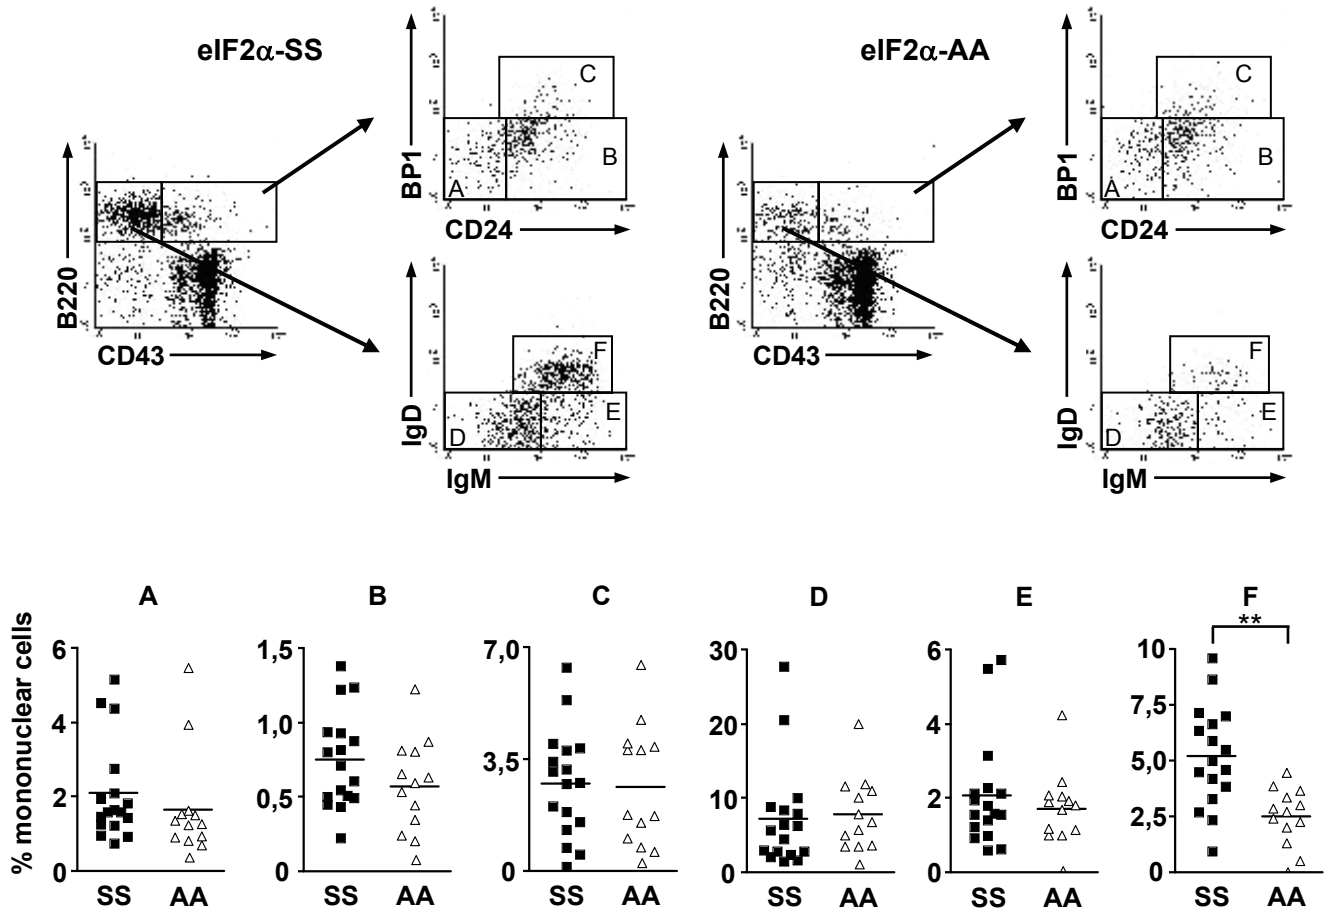 eIF2α-SS
BP1
C
B
A
CD24
B220
CD43
IgD
F
E
D
IgM
eIF2α-AA
BP1
C
B
A
CD24
B220
CD43
IgD
F
E
D
IgM
% mononuclear cells
A
6
4
2
0
SS AA
B
1,5
1,0
0,5
0
SS AA
C
7,0
3,5
0
SS AA
D
30
20
10
0
SS AA
E
6
4
2
0
SS AA
F
**
10
7,5
5,0
2,5
0
SS AA